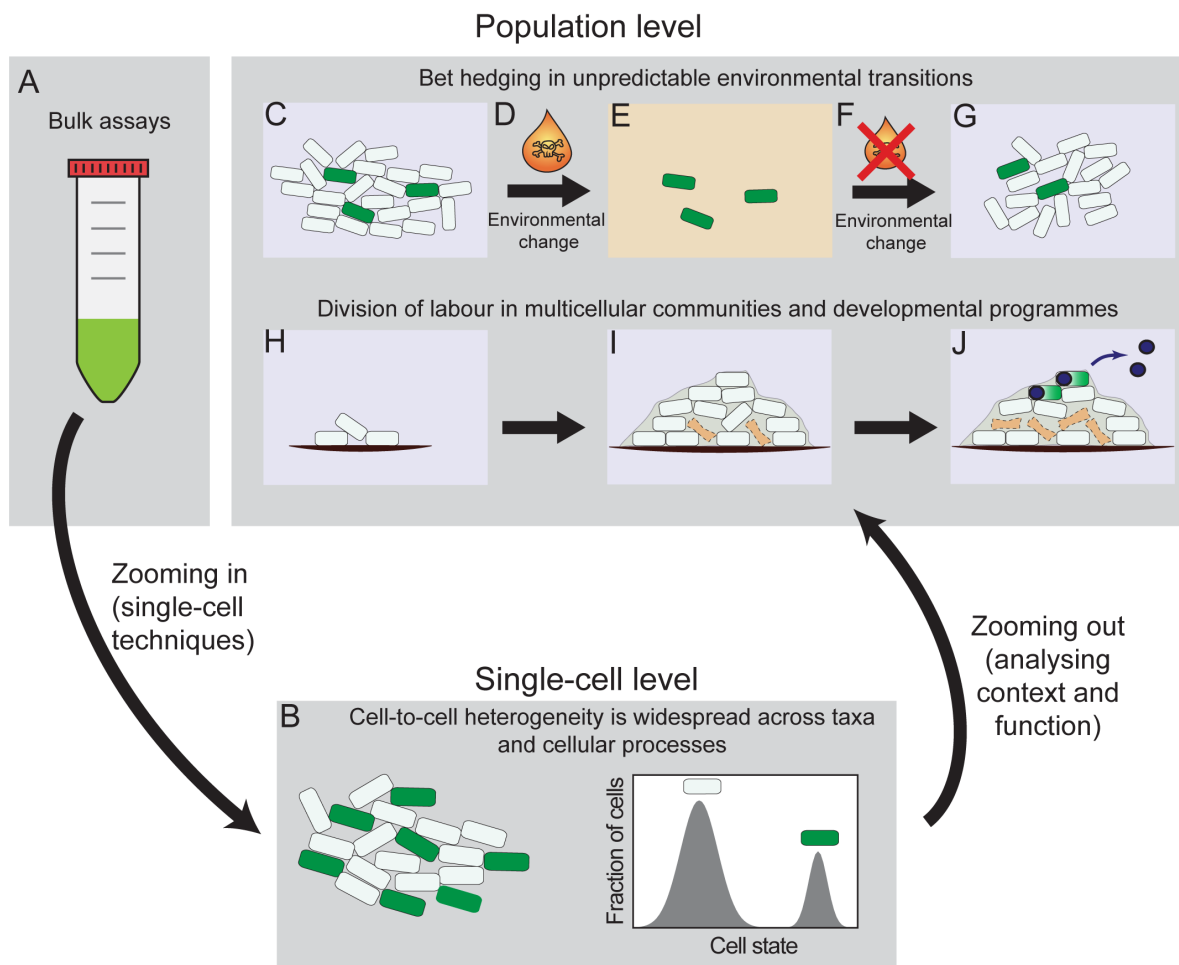 Population level
A
Bulk assays
Bet hedging in unpredictable environmental transitions
C
D
E
F
G
Environmental
change
Environmental
change
Division of labour in multicellular communities and developmental programmes
H
I
J
Zooming in
(single-cell
techniques)
Zooming out
(analysing
context and
function)
Single-cell level
B
Cell-to-cell heterogeneity is widespread across taxa
and cellular processes
Fraction of cells
Cell state